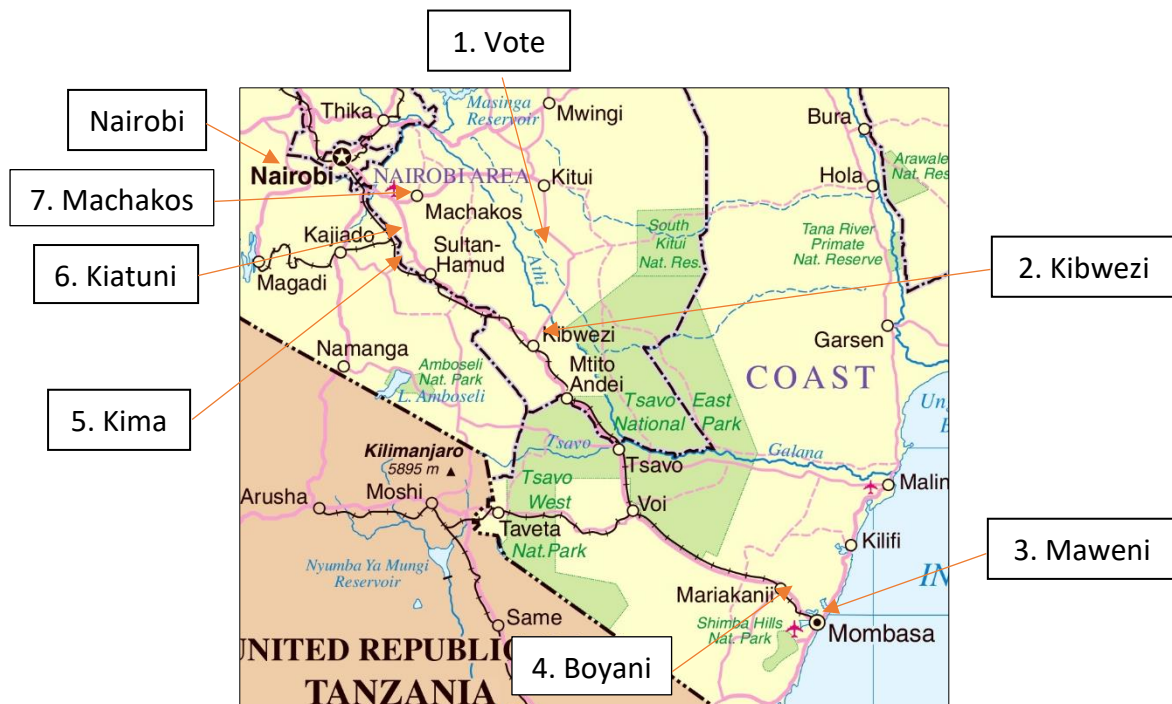 1. Vote
Nairobi
7. Machakos
6. Kiatuni
5. Kima
2. Kibwezi
3. Maweni
4. Boyani
Thika
Masinga
Reservoir
Mwingi
Bura
Nairobi
NAIROBI AREA
Kitui
Hola
Arawale
Nat. Res
Machakos
Kajiado
Sultan-
Hamud
Athi
South
Kitui
Nat. Res.
Tana River
Primate
Nat. Reserve
Magadi
Kibwezi
Garsen
Namanga
Amboseli
Nat. Park
L. Amboseli
Mtito
Andei
COAST
Tsavo
National
East
Park
Un
Kilimanjaro
5895 m
Tsavo
Tsavo
Galana
Arusha
Moshi
Tsavo
West
Nat.Park
Taveta
Voi
Malin
Kilifi
Nyumba Ya Mungi
Reservoir
Mariakanii
IN
Same
Shimba Hills
Nat. Park
Mombasa
UNITED REPUBLI
TANZANIA